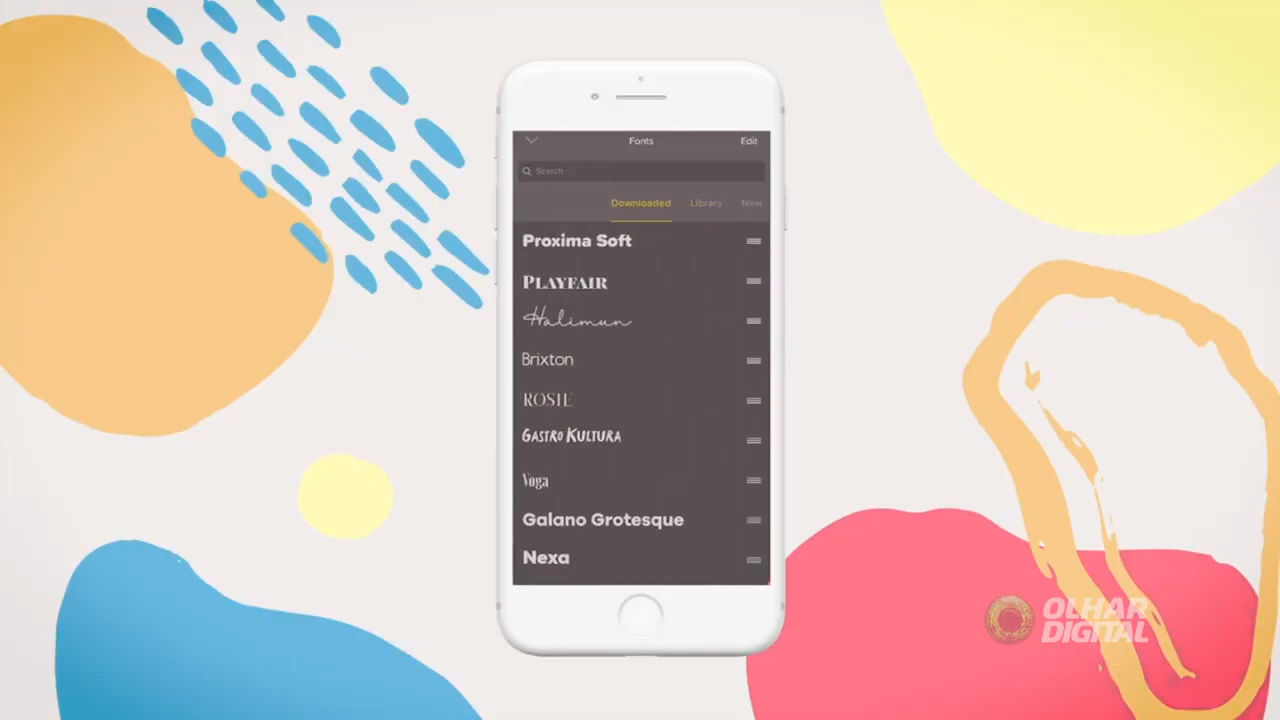 Fonts Edit
Search
Downloaded Library New
Proxima Soft
PLAYFAIR
Halimun
Brixton
ROSIE
GASTRO KULTURA
Voga
Galano Grotesque
Nexa
OLHAR
DIGITAL